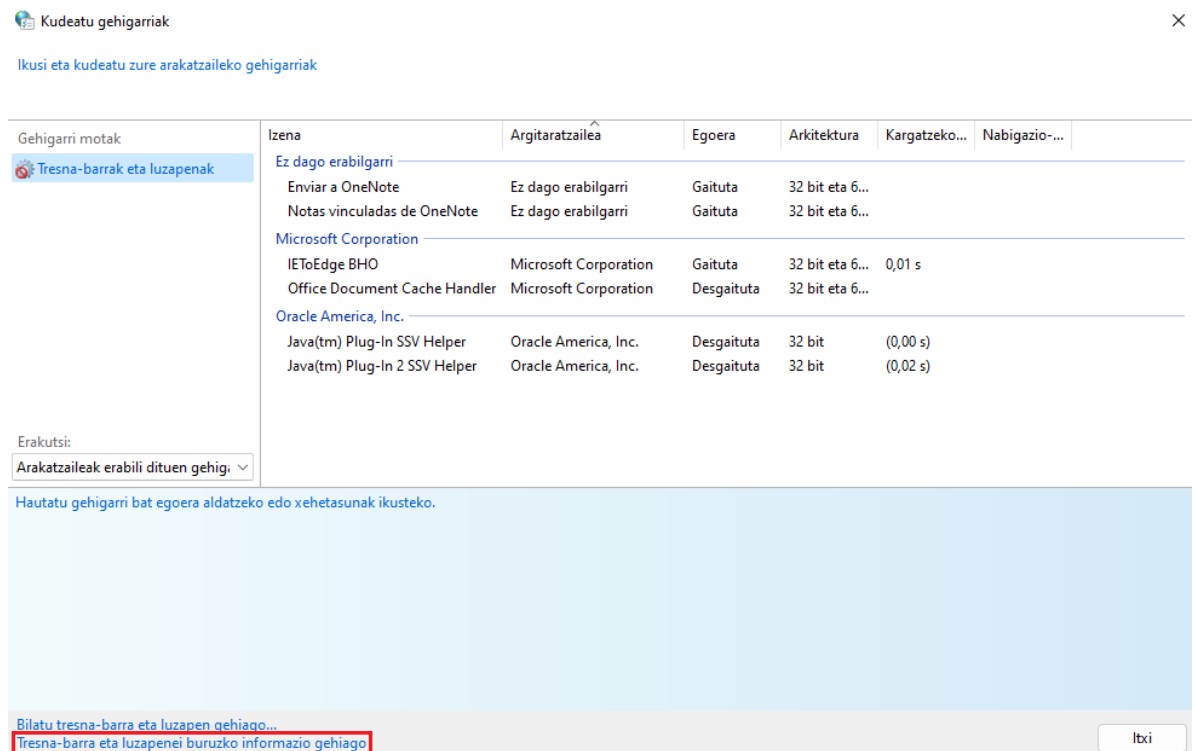 Kudeatu gehigarriak
Ikusi eta kudeatu zure arakatzaileko gehigarriak
Gehigarri motak
Tresna-barrak eta luzapenak
Izena Argitaratzailea Egoera Arkitektura Kargatzeko... Nabigazio-...
Ez dago erabilgarri
Enviar a OneNote Ez dago erabilgarri Gaituta 32 bit eta 6...
Notas vinculadas de OneNote Ez dago erabilgarri Gaituta 32 bit eta 6...
Microsoft Corporation
IEToEdge BHO Microsoft Corporation Gaituta 32 bit eta 6... 0,01 s
Office Document Cache Handler Microsoft Corporation Desgaituta 32 bit eta 6...
Oracle America, Inc.
Java(tm) Plug-In SSV Helper Oracle America, Inc. Desgaituta 32 bit (0,00 s)
Java(tm) Plug-In 2 SSV Helper Oracle America, Inc. Desgaituta 32 bit (0,02 s)
Erakutsi:
Arakatzaileak erabili dituen gehig
Hautatu gehigarri bat egoera aldatzeko edo xehetasunak ikusteko.
Bilatu tresna-barra eta luzapen gehiago...
Tresna-barra eta luzapenei buruzko informazio gehiago
Itxi